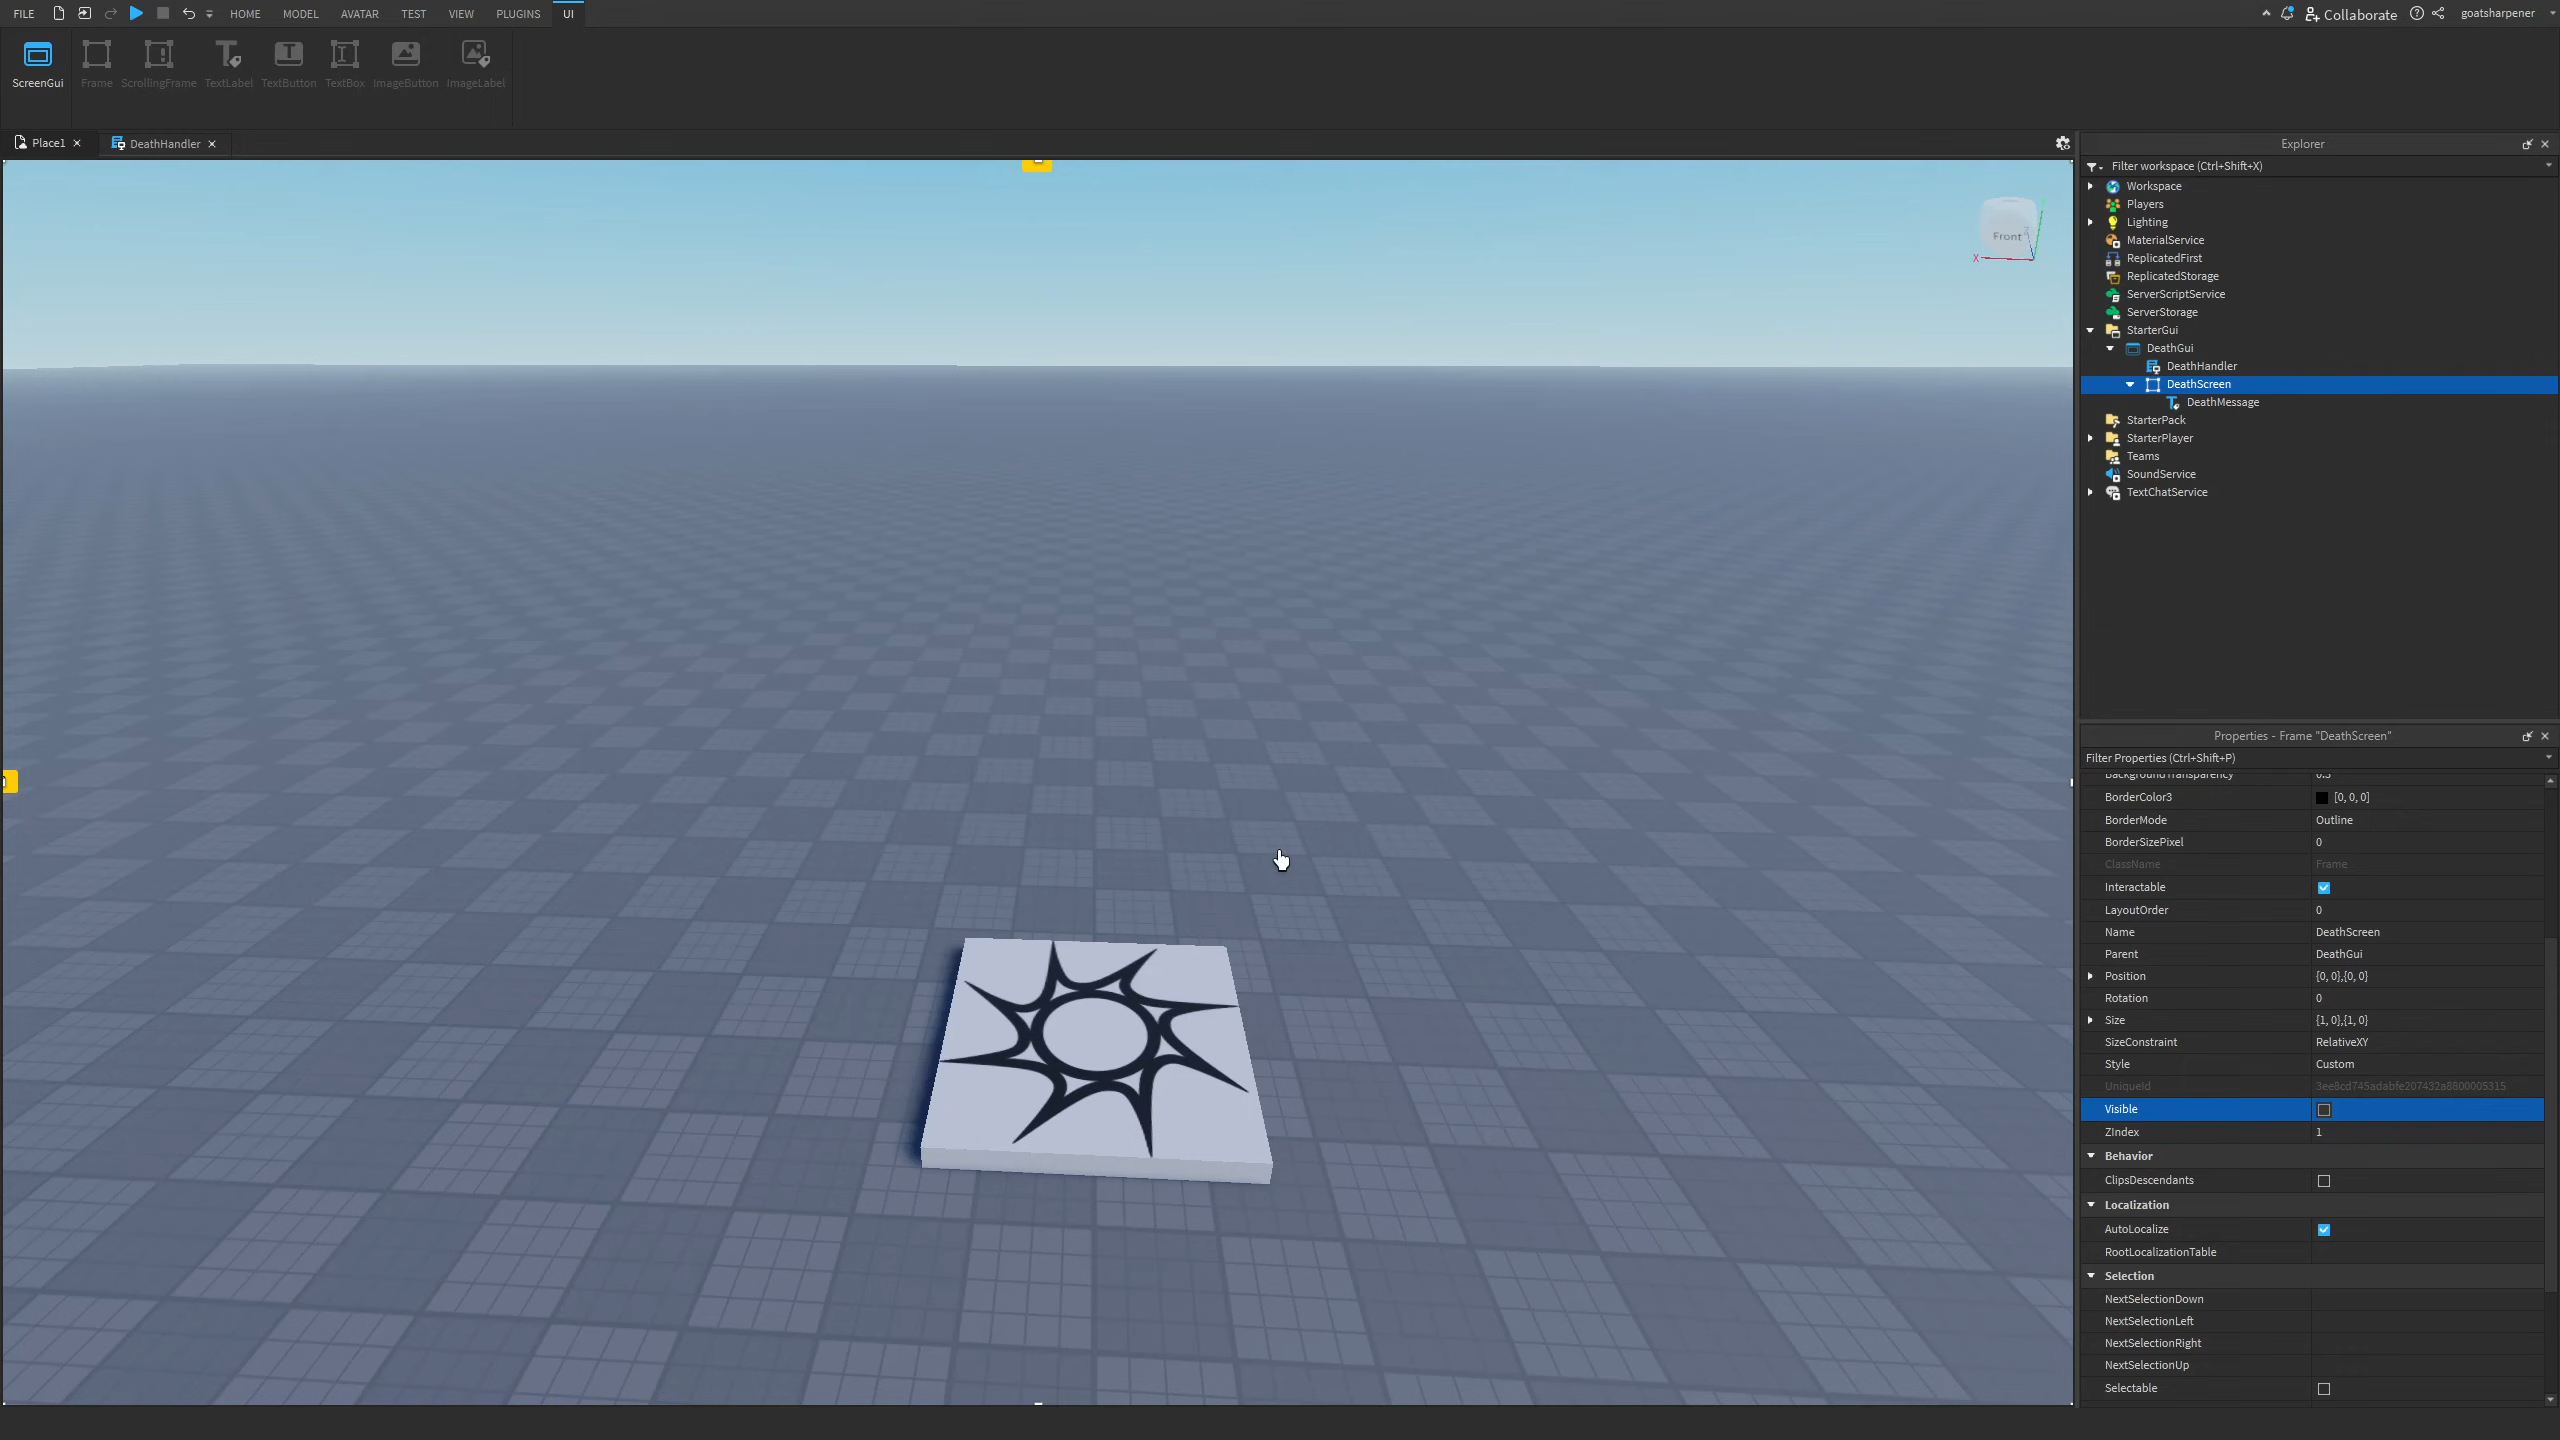 FILE HOME MODEL AVATAR TEST VIEW PLUGINS UI Collaborate goatsharpener
ScreenGui Frame ScrollingFrame TextLabel TextButton TextBox ImageButton ImageLabel
Place1 DeathHandler
Front
X
Z
Explorer
Filter workspace (Ctrl+Shift+X)
Workspace
Players
Lighting
MaterialService
ReplicatedFirst
ReplicatedStorage
ServerScriptService
ServerStorage
StarterGui
DeathGui
DeathHandler
DeathScreen
DeathMessage
StarterPack
StarterPlayer
Teams
SoundService
TextChatService
Properties - Frame "DeathScreen"
Filter Properties (Ctrl+Shift+P)
BackgroundTransparency
BorderColor3 [0, 0, 0]
BorderMode Outline
BorderSizePixel 0
ClassName Frame
Interactable
LayoutOrder 0
Name DeathScreen
Parent DeathGui
Position {0, 0},{0, 0}
Rotation 0
Size {1, 0},{1, 0}
SizeConstraint RelativeXY
Style Custom
UniqueId 3ee8cd745adabfe207432a8800005315
Visible
ZIndex 1
Behavior
ClipsDescendants
Localization
AutoLocalize
RootLocalizationTable
Selection
NextSelectionDown
NextSelectionLeft
NextSelectionRight
NextSelectionUp
Selectable